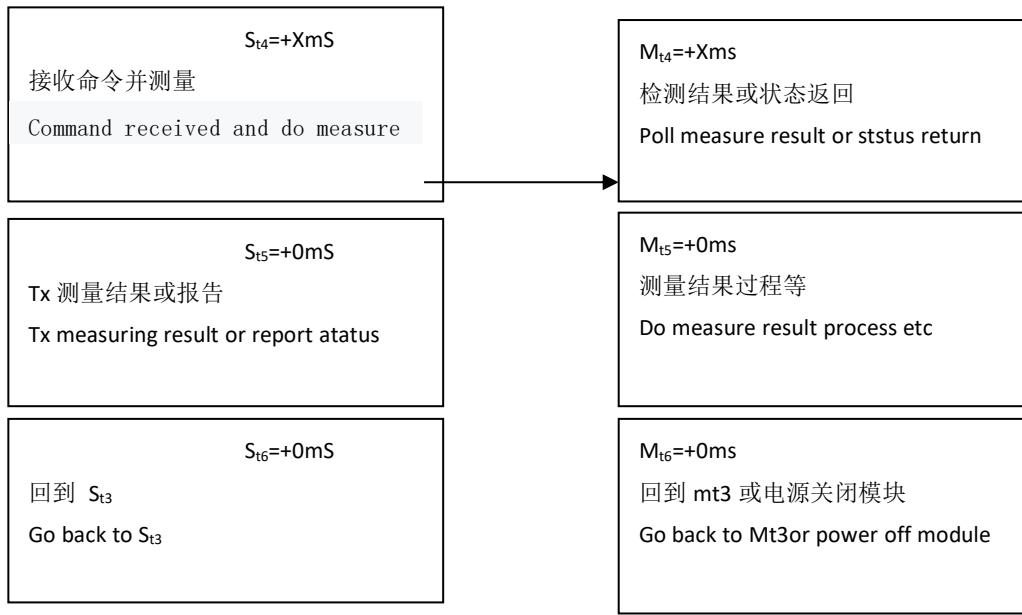 St4=+XmS
接收命令并测量
Command received and do measure
St5=+0mS
Tx 测量结果或报告
Tx measuring result or report atatus
St6=+0mS
回到 St3
Go back to St3
Mt4=+Xms
检测结果或状态返回
Poll measure result or ststus return
Mt5=+0ms
测量结果过程等
Do measure result process etc
Mt6=+0ms
回到 mt3 或电源关闭模块
Go back to Mt3or power off module